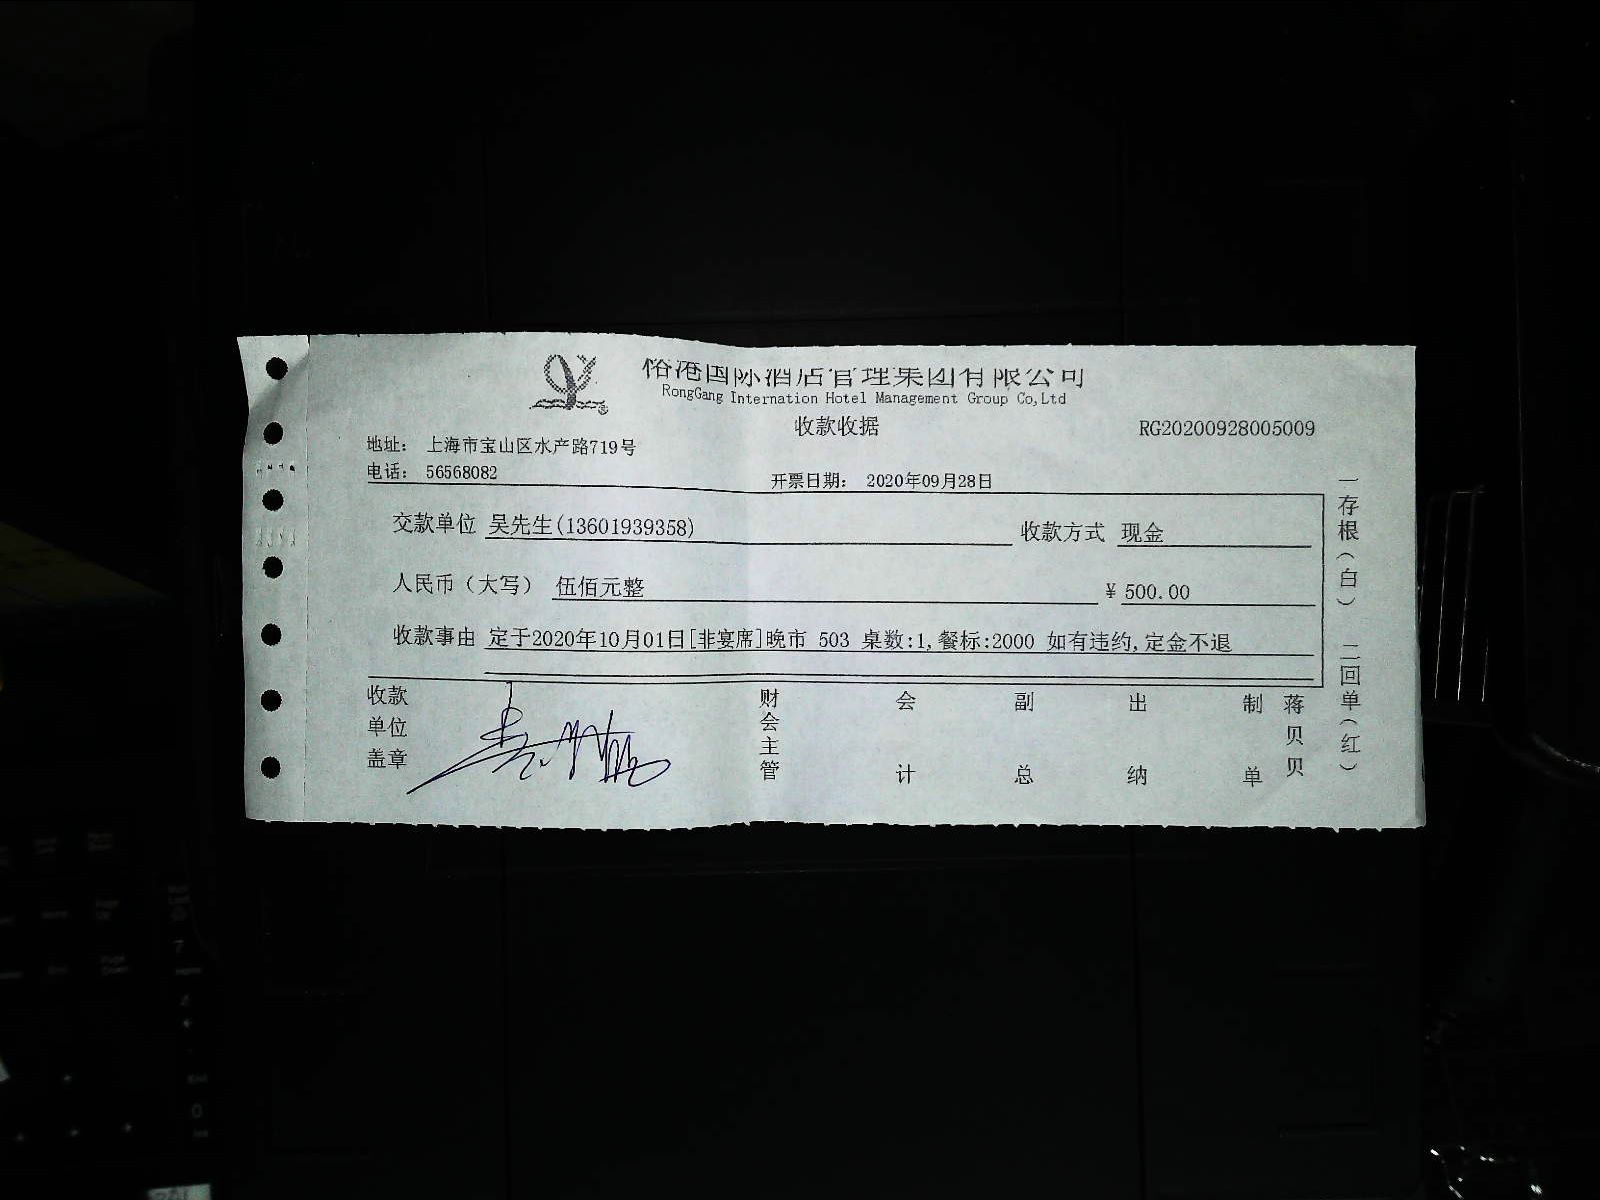 俗港国际酒店管理集团有限公司
RongGang Internation Hotel Management Group Co,Ltd
收款收据
RG20200928005009
地址： 上海市宝山区水产路719号
电话： 56568082
开票日期： 2020年09月28日
交款单位 吴先生(13601939358) 收款方式 现金
人民币（大写） 伍佰元整 ¥ 500.00
收款事由 定于2020年10月01日[非宴席]晚市 503 桌数:1,餐标:2000 如有违约,定金不退
收款单位盖章
财会主管
会计
副总
出纳
制单
蒋贝贝
一存根（白） 二回单（红）